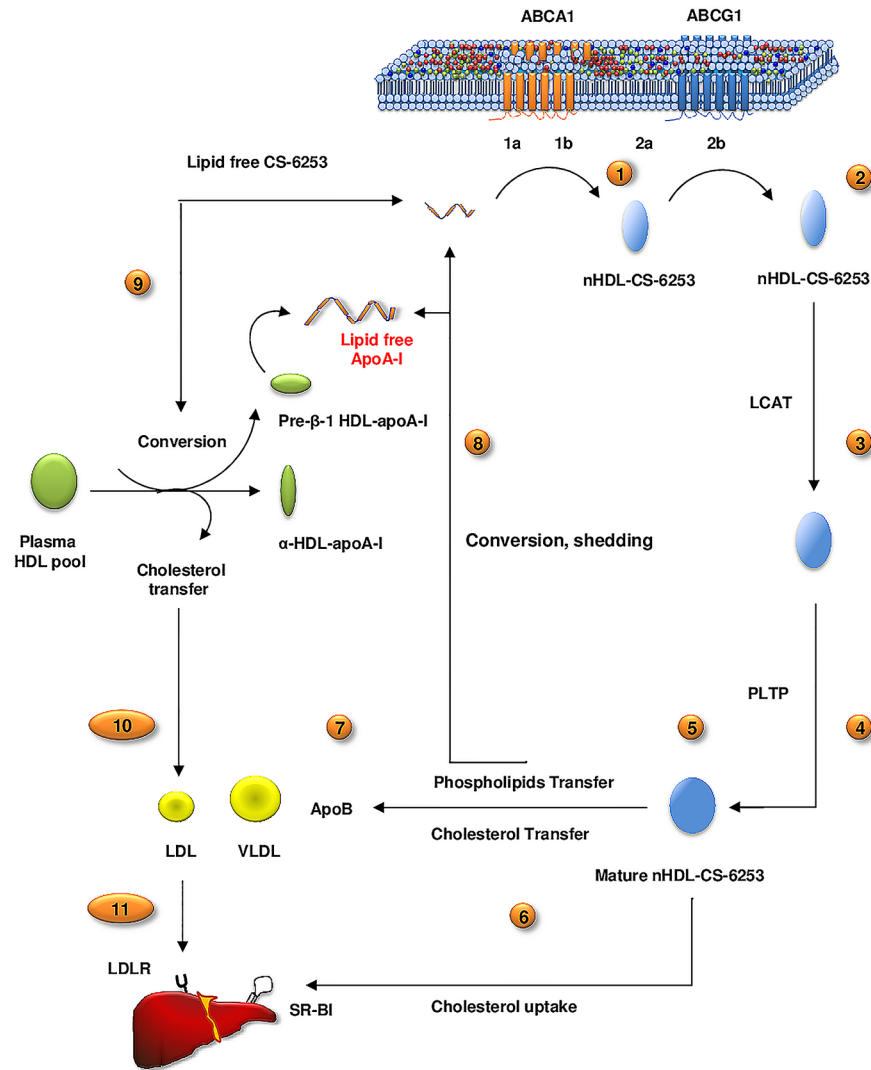 ABCA1
ABCG1
1a
1b
2a
2b
Lipid free CS-6253
1
2
nHDL-CS-6253
nHDL-CS-6253
9
Lipid free
ApoA-I
LCAT
Pre-β-1 HDL-apoA-I
Conversion
8
3
Plasma
HDL pool
α-HDL-apoA-I
Conversion, shedding
Cholesterol
transfer
PLTP
10
7
5
4
Phospholipids Transfer
ApoB
Cholesterol Transfer
LDL
VLDL
Mature nHDL-CS-6253
11
6
LDLR
SR-BI
Cholesterol uptake